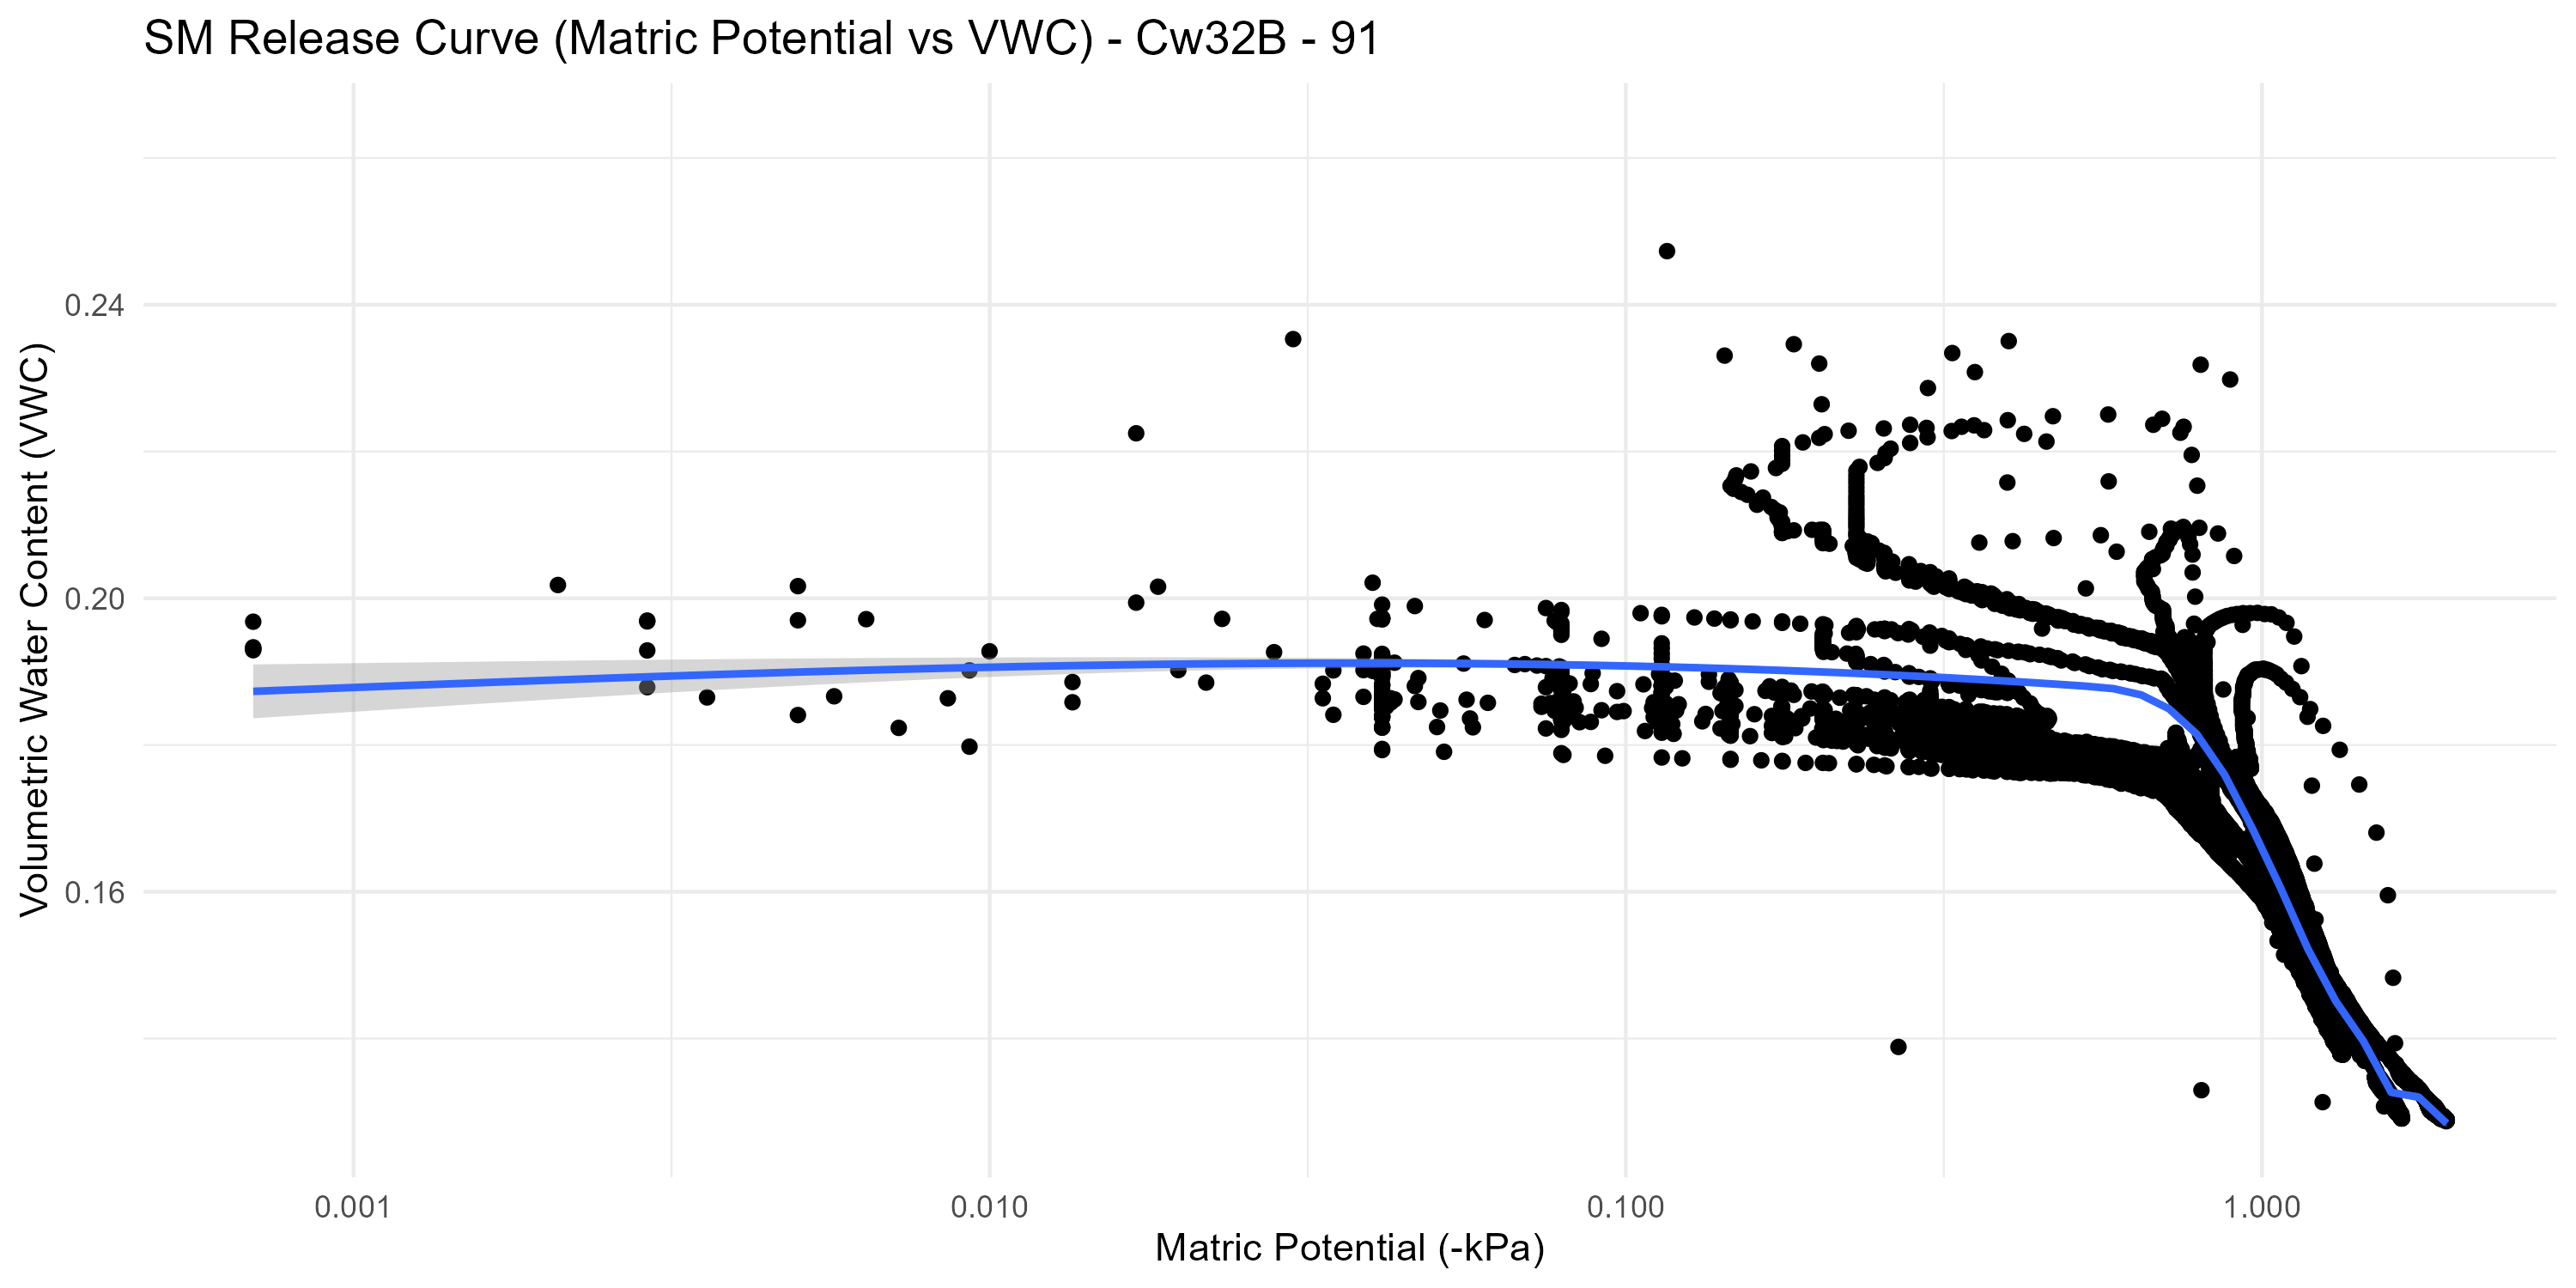 SM Release Curve (Matric Potential vs VWC) - Cw32B - 91
Volumetric Water Content (VWC)
0.24
0.20
0.16
0.001
0.010
0.100
1.000
Matric Potential (-kPa)